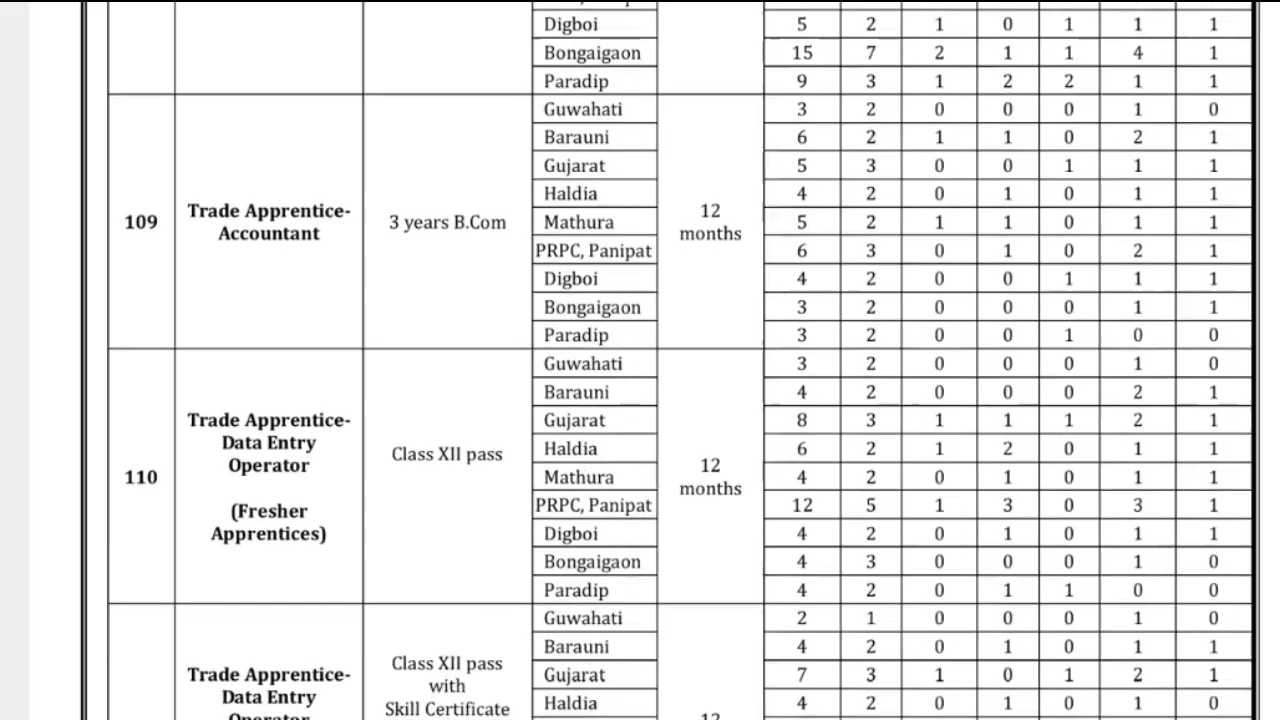 Digboi 5 2 1 0 1 1 1
Bongaigaon 15 7 2 1 1 4 1
Paradip 9 3 1 2 2 1 1
109 Trade Apprentice-
Accountant 3 years B.Com 12
months
Guwahati 3 2 0 0 0 1 0
Barauni 6 2 1 1 0 2 1
Gujarat 5 3 0 0 1 1 1
Haldia 4 2 0 1 0 1 1
Mathura 5 2 1 1 0 1 1
PRPC, Panipat 6 3 0 1 0 2 1
Digboi 4 2 0 0 1 1 1
Bongaigaon 3 2 0 0 0 1 1
Paradip 3 2 0 0 1 0 0
110 Trade Apprentice-
Data Entry
Operator
(Fresher
Apprentices)
Class XII pass
12
months
Guwahati 3 2 0 0 0 1 0
Barauni 4 2 0 0 0 2 1
Gujarat 8 3 1 1 1 2 1
Haldia 6 2 1 2 0 1 1
Mathura 4 2 0 1 0 1 1
PRPC, Panipat 12 5 1 3 0 3 1
Digboi 4 2 0 1 0 1 1
Bongaigaon 4 3 0 0 0 1 0
Paradip 4 2 0 1 1 0 0
Trade Apprentice-
Data Entry
Operator
Class XII pass
with
Skill Certificate
12
Guwahati 2 1 0 0 0 1 0
Barauni 4 2 0 1 0 1 1
Gujarat 7 3 1 0 1 2 1
Haldia 4 2 0 1 0 1 0